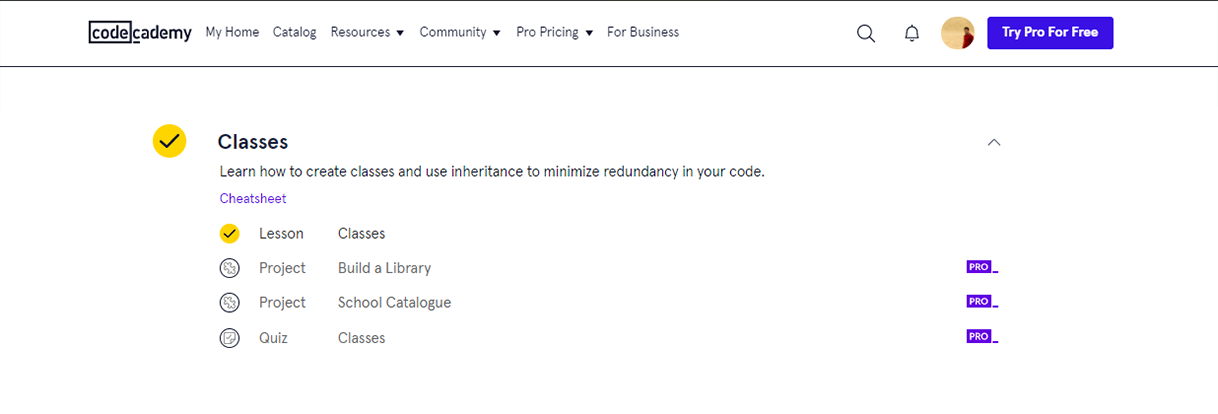 codecademy My Home Catalog Resources Community Pro Pricing For Business Try Pro For Free
Classes
Learn how to create classes and use inheritance to minimize redundancy in your code.
Cheatsheet
Lesson Classes
Project Build a Library PRO
Project School Catalogue PRO
Quiz Classes PRO